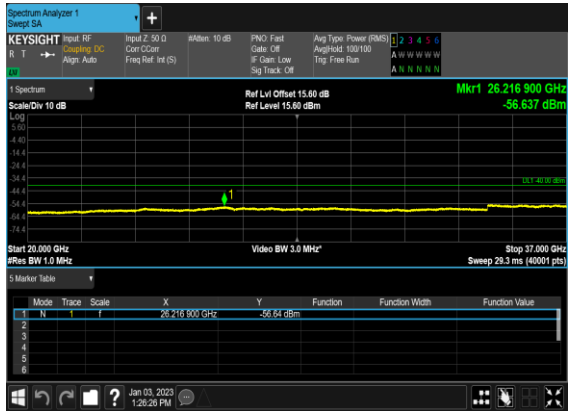 Spectrum Analyzer 1
Swept SA
+
KEYSIGHT Input: RF Input Z: 50 Ω #Atten: 10 dB PNO: Fast Avg Type: Power (RMS) 1 2 3 4 5 6
R T Coupling: DC Corr CCorr Gate: Off Avg|Hold: 100/100 A W W W W W
Align: Auto Freq Ref: Int (S) IF Gain: Low Trig: Free Run
Sig Track: Off A N N N N N
1 Spectrum Ref Lvl Offset 15.60 dB Mkr1 26.216 900 GHz
Scale/Div 10 dB Ref Level 15.60 dBm -56.637 dBm
Log
5.60
-4.40
-14.4
-24.4
-34.4
DL1 -40.00 dBm
-44.4
1
-54.4
-64.4
-74.4
Start 20.000 GHz Video BW 3.0 MHz* Stop 37.000 GHz
#Res BW 1.0 MHz Sweep 29.3 ms (40001 pts)
5 Marker Table
Mode Trace Scale X Y Function Function Width Function Value
1 N 1 f 26.216 900 GHz -56.64 dBm
2
3
4
5
6
? Jan 03, 2023
1:26:26 PM